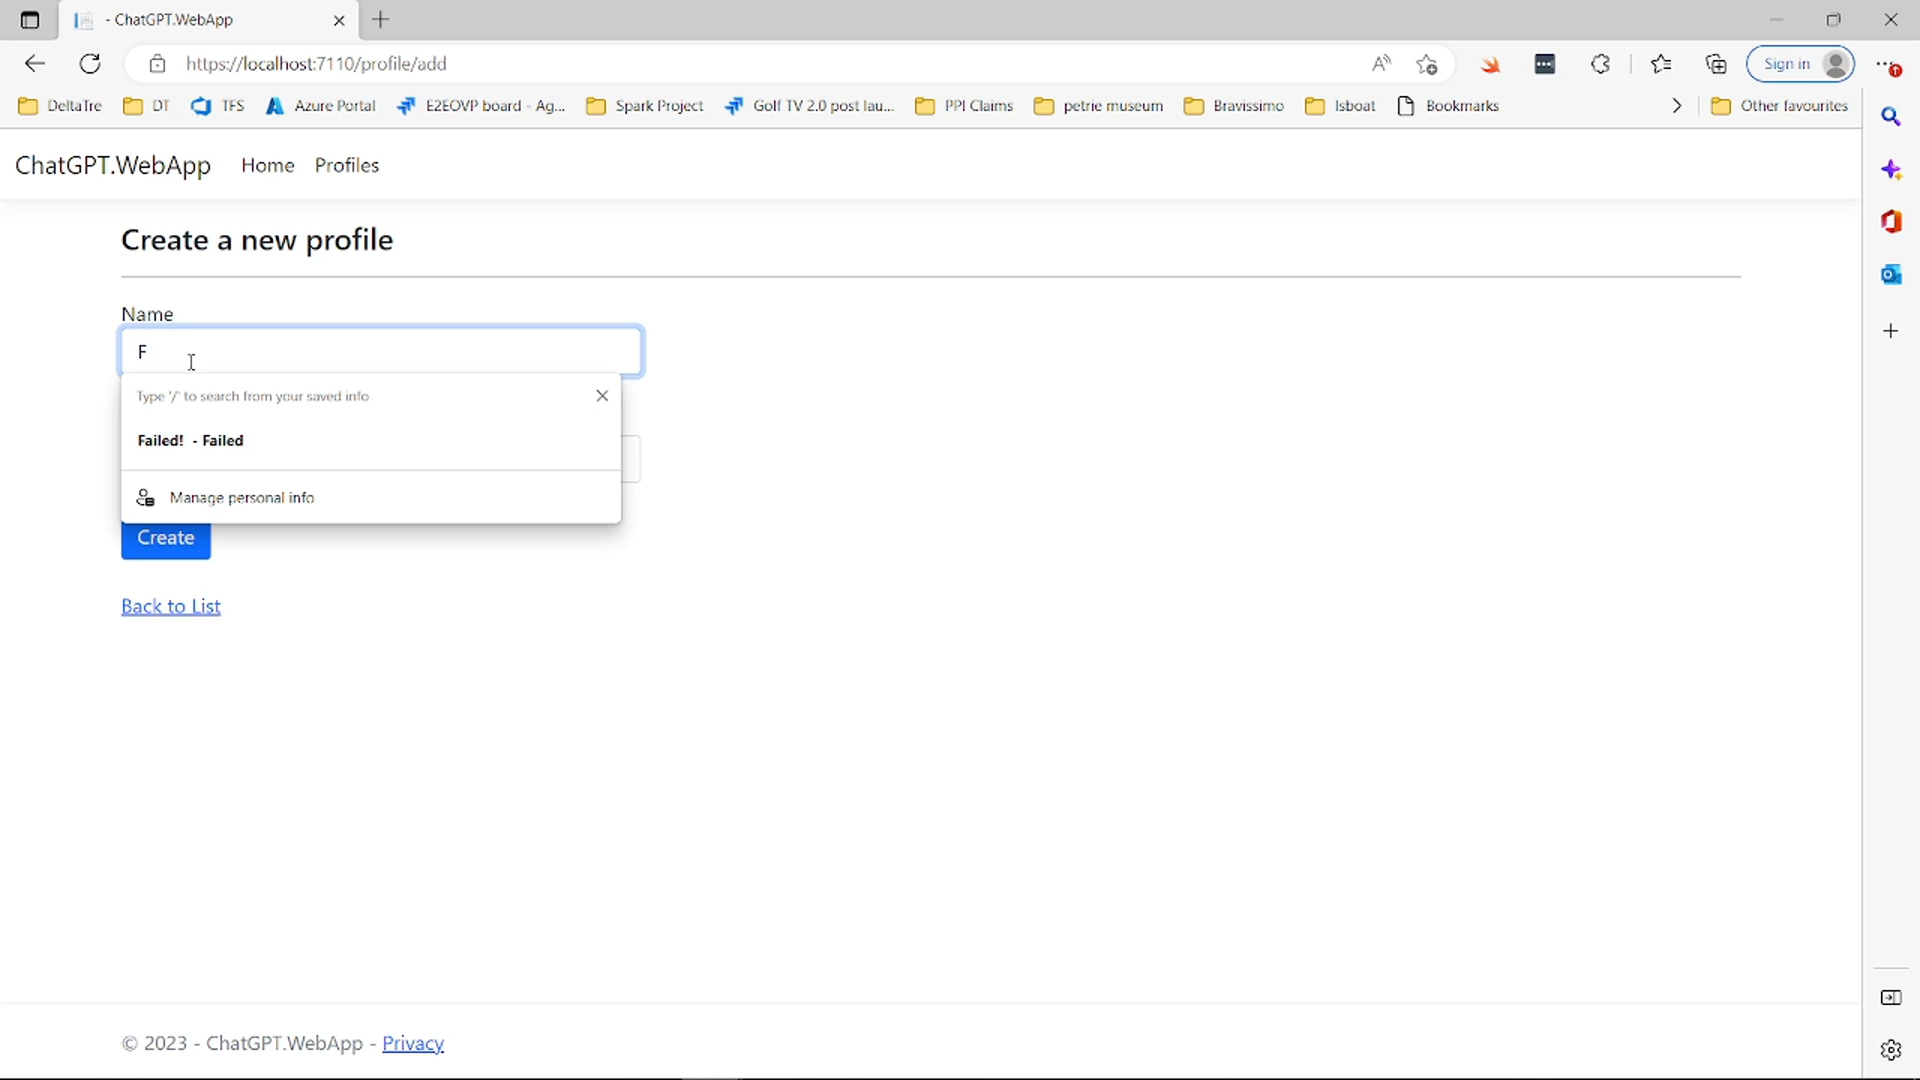 - ChatGPT.WebApp
https://localhost:7110/profile/add
Sign in
DeltaTre DT TFS Azure Portal E2EOVP board - Ag... Spark Project Golf TV 2.0 post lau... PPI Claims petrie museum Bravissimo Isboat Bookmarks Other favourites
ChatGPT.WebApp Home Profiles
Create a new profile
Name
F
Type '/' to search from your saved info
Failed! - Failed
Manage personal info
Create
Back to List
© 2023 - ChatGPT.WebApp - Privacy